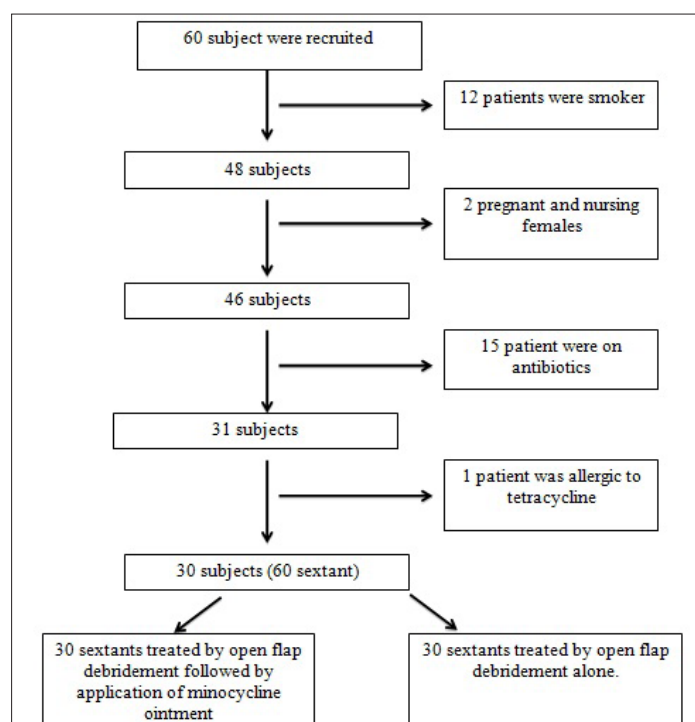 60 subject were recruited
12 patients were smoker
48 subjects
2 pregnant and nursing
females
46 subjects
15 patient were on
antibiotics
31 subjects
1 patient was allergic to
tetracycline
30 subjects (60 sextant)
30 sextants treated by open flap
debridement followed by
application of minocycline
ointment
30 sextants treated by open flap
debridement alone.